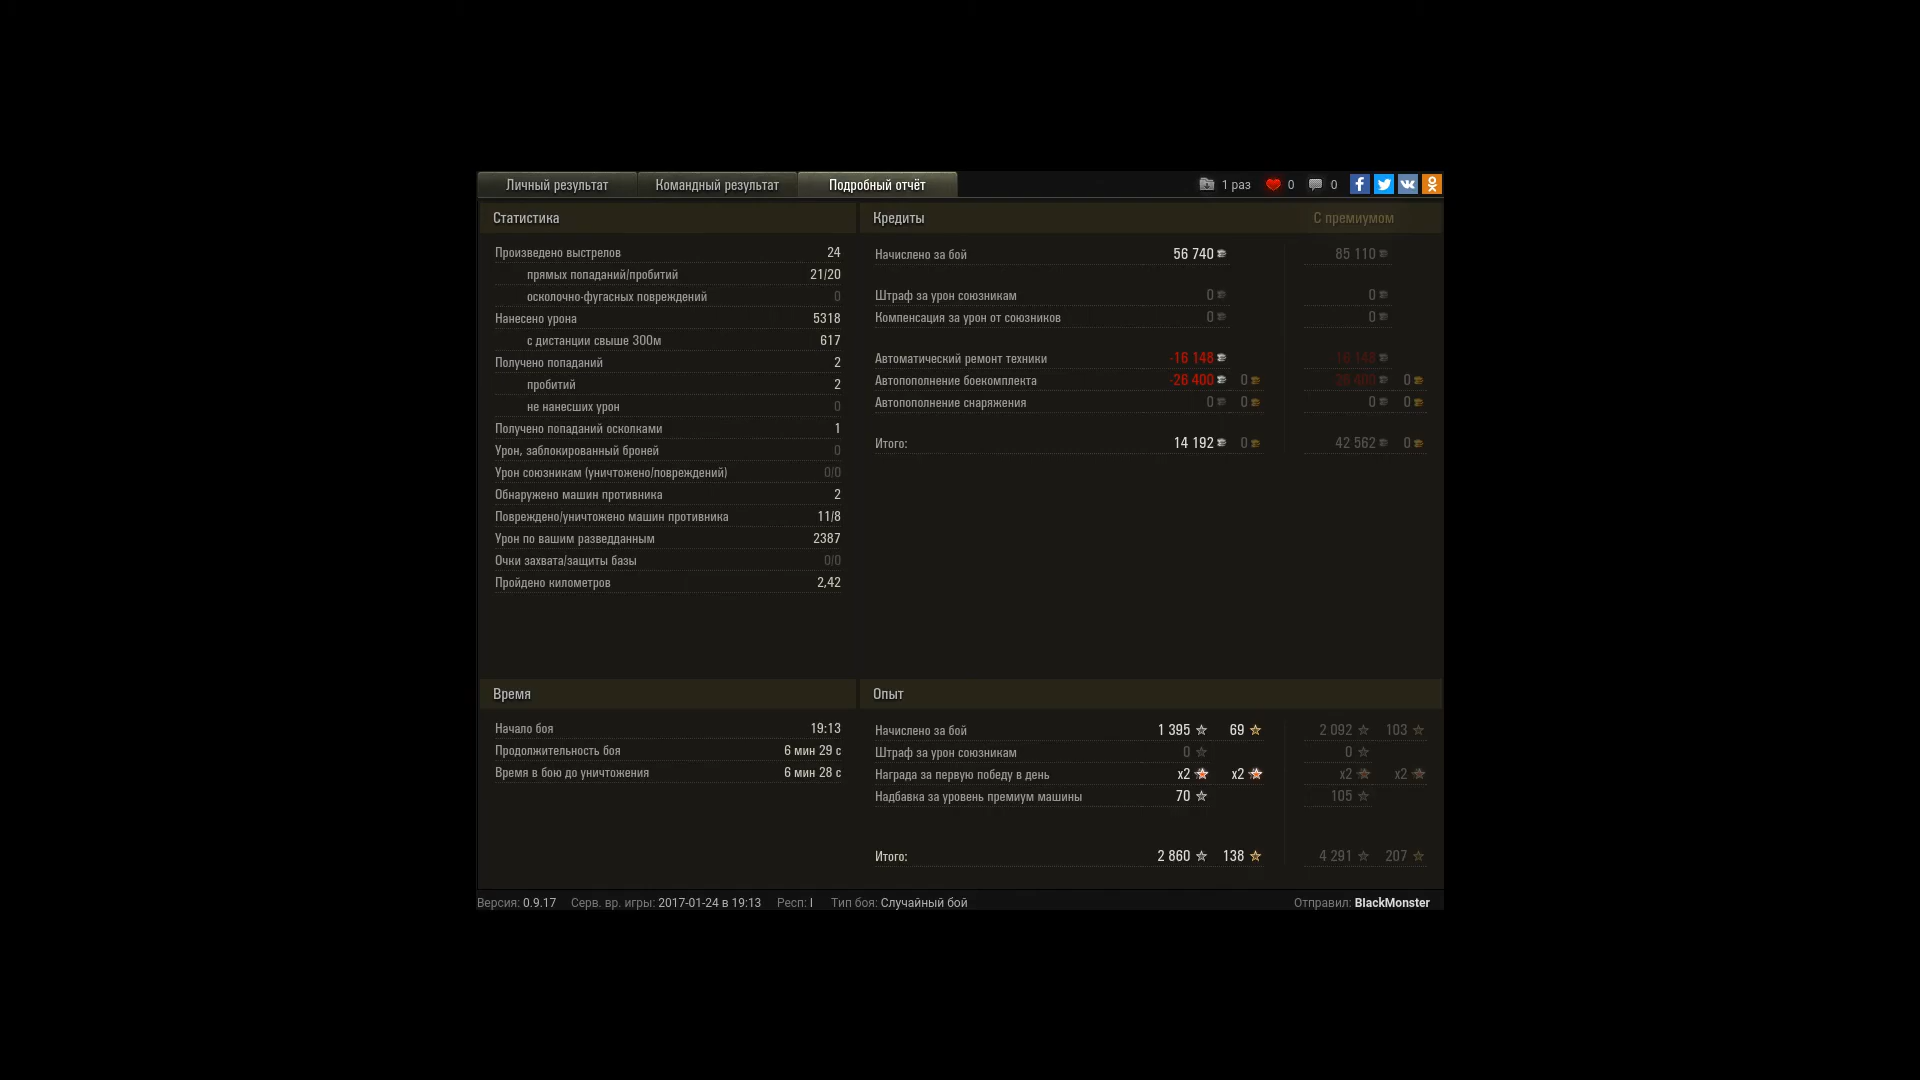 Личный результат Командный результат Подробный отчёт 1 раз 0 0
Статистика
Произведено выстрелов 24
прямых попаданий/пробитий 21/20
осколочно-фугасных повреждений 0
Нанесено урона 5318
с дистанции свыше 300м 617
Получено попаданий 2
пробитий 2
не нанесших урон 0
Получено попаданий осколками 1
Урон, заблокированный броней 0
Урон союзникам (уничтожено/повреждений) 0/0
Обнаружено машин противника 2
Повреждено/уничтожено машин противника 11/8
Урон по вашим разведданным 2387
Очки захвата/защиты базы 0/0
Пройдено километров 2,42
Кредиты С премиумом
Начислено за бой 56 740 85 110
Штраф за урон союзникам 0 0
Компенсация за урон от союзников 0 0
Автоматический ремонт техники -16 148 -16 148
Автопополнение боекомплекта -26 400 0 -26 400 0
Автопополнение снаряжения 0 0 0 0
Итого: 14 192 0 42 562 0
Время
Начало боя 19:13
Продолжительность боя 6 мин 29 с
Время в бою до уничтожения 6 мин 28 с
Опыт
Начислено за бой 1 395 69 2 092 103
Штраф за урон союзникам 0 0
Награда за первую победу в день x2 x2 x2 x2
Надбавка за уровень премиум машины 70 105
Итого: 2 860 138 4 291 207
Версия: 0.9.17 Серв. вр. игры: 2017-01-24 в 19:13 Респ: I Тип боя: Случайный бой Отправил: BlackMonster